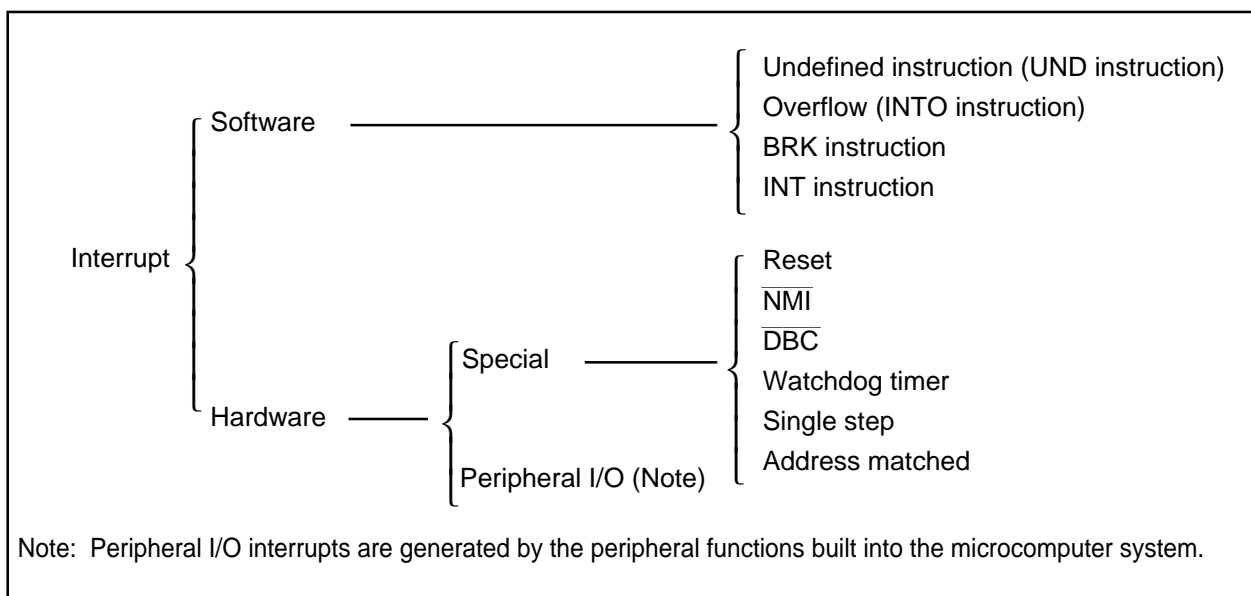 Undefined instruction (UND instruction)
Overflow (INTO instruction)
BRK instruction
INT instruction
Software
Interrupt
Reset
N̅M̅I̅
D̅B̅C̅
Watchdog timer
Single step
Address matched
Special
Hardware
Peripheral I/O (Note)
Note: Peripheral I/O interrupts are generated by the peripheral functions built into the microcomputer system.